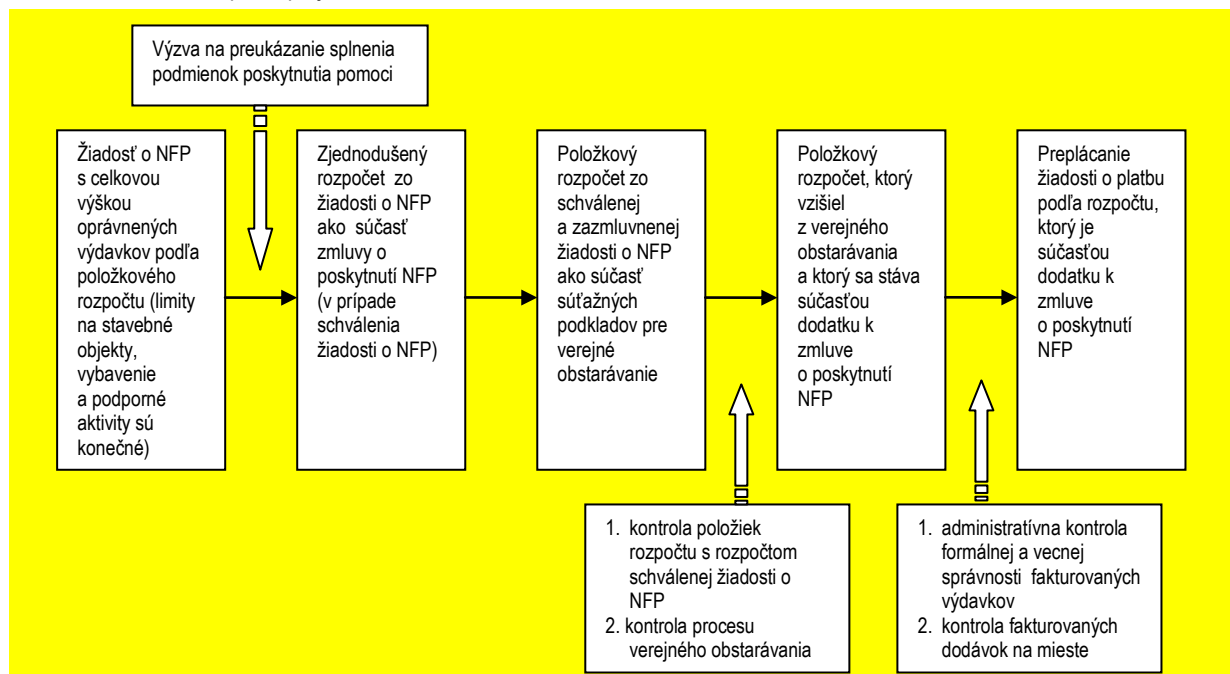 Výzva na preukázanie splnenia
podmienok poskytnutia pomoci
Žiadosť o NFP
s celkovou
výškou
oprávnených
výdavkov podľa
položkového
rozpočtu (limity
na stavebné
objekty,
vybavenie
a podporné
aktivity sú
konečné)
Zjednodušený
rozpočet zo
žiadosti o NFP
ako súčasť
zmluvy o
poskytnutí NFP
(v prípade
schválenia
žiadosti o NFP)
Položkový
rozpočet zo
schválenej
a zazmluvnenej
žiadosti o NFP
ako súčasť
súťažných
podkladov pre
verejné
obstarávanie
Položkový
rozpočet, ktorý
vzišiel
z verejného
obstarávania
a ktorý sa stáva
súčasťou
dodatku k
zmluve
o poskytnutí
NFP
Preplácanie
žiadosti o platbu
podľa rozpočtu,
ktorý je
súčasťou
dodatku k
zmluve
o poskytnutí
NFP
1. kontrola položiek
rozpočtu s rozpočtom
schválenej žiadosti o
NFP
2. kontrola procesu
verejného obstarávania
1. administratívna kontrola
formálnej a vecnej
správnosti fakturovaných
výdavkov
2. kontrola fakturovaných
dodávok na mieste